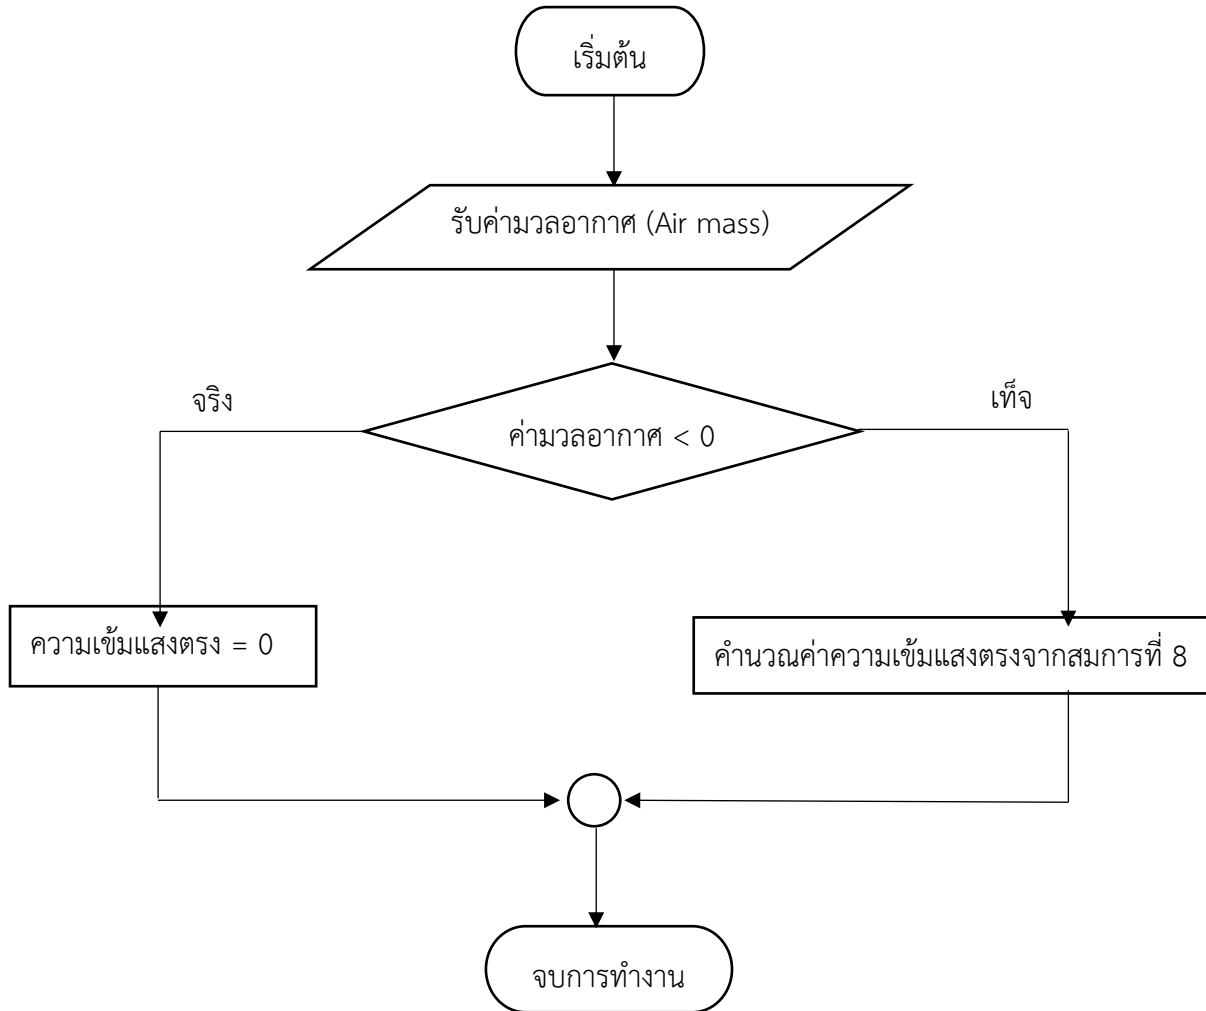 เริ่มต้น
รับค่ามวลอากาศ (Air mass)
จริง
เท็จ
ค่ามวลอากาศ < 0
ความเข้มแสงตรง = 0
คำนวณค่าความเข้มแสงตรงจากสมการที่ 8
จบการทำงาน